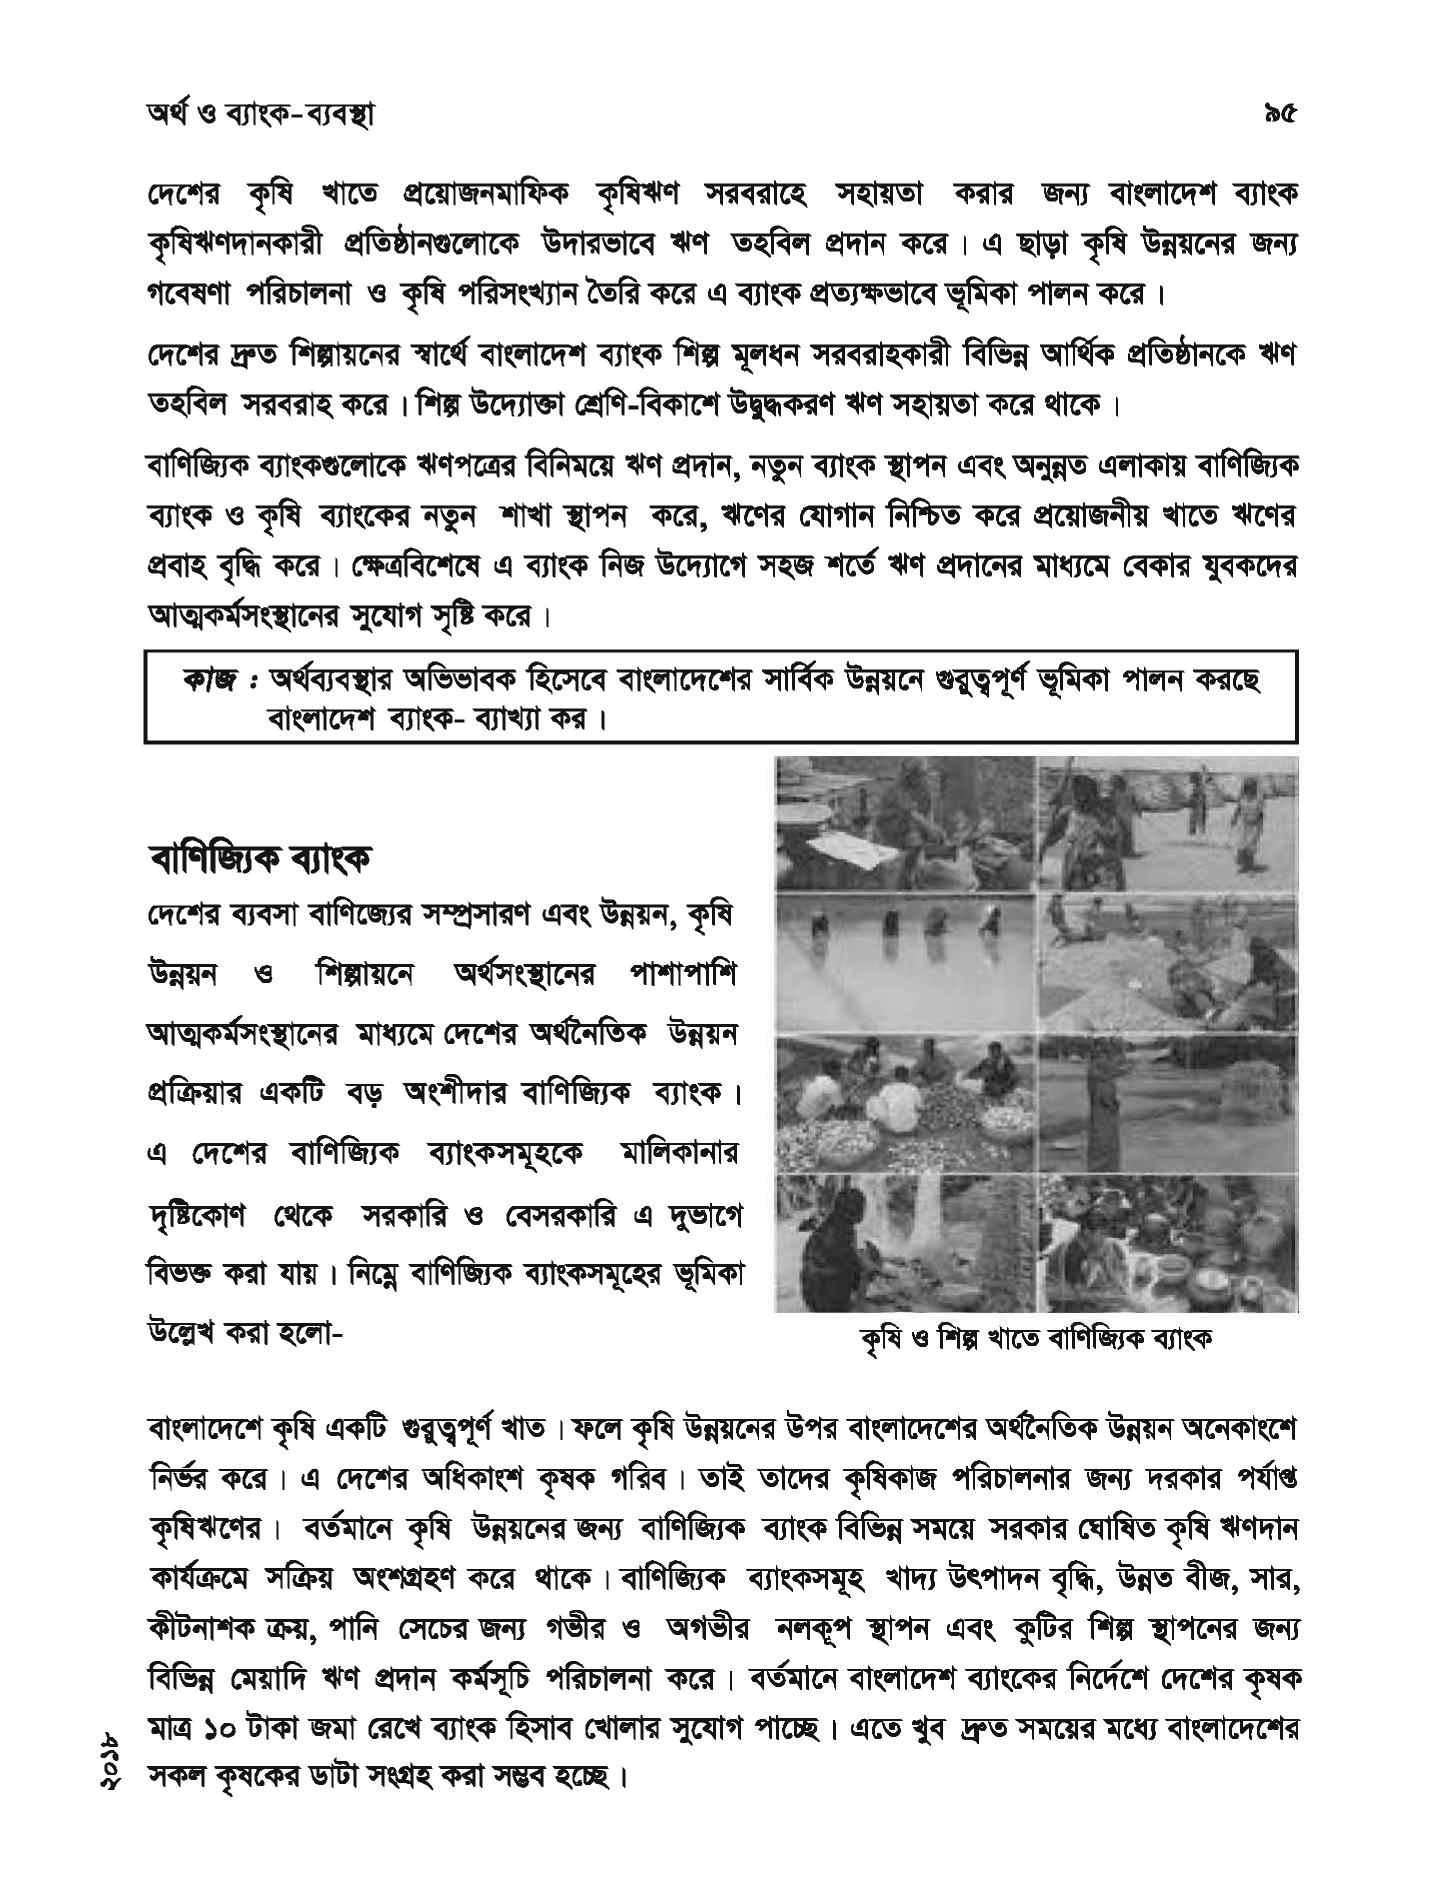 অর্থ ও ব্যাংক-ব্যবস্থা
৯৫
দেশের কৃষি খাতে প্রয়োজনমাফিক কৃষিঋণ সরবরাহে সহায়তা করার জন্য বাংলাদেশ ব্যাংক
কৃষিঋণদানকারী প্রতিষ্ঠানগুলোকে উদারভাবে ঋণ তহবিল প্রদান করে। এ ছাড়া কৃষি উন্নয়নের জন্য
গবেষণা পরিচালনা ও কৃষি পরিসংখ্যান তৈরি করে এ ব্যাংক প্রত্যক্ষভাবে ভূমিকা পালন করে।
দেশের দ্রুত শিল্পায়নের স্বার্থে বাংলাদেশ ব্যাংক শিল্প মূলধন সরবরাহকারী বিভিন্ন আর্থিক প্রতিষ্ঠানকে ঋণ
তহবিল সরবরাহ করে। শিল্প উদ্যোক্তা শ্রেণি-বিকাশে উদ্বুদ্ধকরণ ঋণ সহায়তা করে থাকে।
বাণিজ্যিক ব্যাংকগুলোকে ঋণপত্রের বিনিময়ে ঋণ প্রদান, নতুন ব্যাংক স্থাপন এবং অনুন্নত এলাকায় বাণিজ্যিক
ব্যাংক ও কৃষি ব্যাংকের নতুন শাখা স্থাপন করে, ঋণের যোগান নিশ্চিত করে প্রয়োজনীয় খাতে ঋণের
প্রবাহ বৃদ্ধি করে। ক্ষেত্রবিশেষে এ ব্যাংক নিজ উদ্যোগে সহজ শর্তে ঋণ প্রদানের মাধ্যমে বেকার যুবকদের
আত্মকর্মসংস্থানের সুযোগ সৃষ্টি করে।
কাজ : অর্থব্যবস্থার অভিভাবক হিসেবে বাংলাদেশের সার্বিক উন্নয়নে গুরুত্বপূর্ণ ভূমিকা পালন করছে
বাংলাদেশ ব্যাংক- ব্যাখ্যা কর।
বাণিজ্যিক ব্যাংক
দেশের ব্যবসা বাণিজ্যের সম্প্রসারণ এবং উন্নয়ন, কৃষি
উন্নয়ন ও শিল্পায়নে অর্থসংস্থানের পাশাপাশি
আত্মকর্মসংস্থানের মাধ্যমে দেশের অর্থনৈতিক উন্নয়ন
প্রক্রিয়ার একটি বড় অংশীদার বাণিজ্যিক ব্যাংক।
এ দেশের বাণিজ্যিক ব্যাংকসমূহকে মালিকানার
দৃষ্টিকোণ থেকে সরকারি ও বেসরকারি এ দুভাগে
বিভক্ত করা যায়। নিম্নে বাণিজ্যিক ব্যাংকসমূহের ভূমিকা
উল্লেখ করা হলো-
কৃষি ও শিল্প খাতে বাণিজ্যিক ব্যাংক
বাংলাদেশে কৃষি একটি গুরুত্বপূর্ণ খাত। ফলে কৃষি উন্নয়নের উপর বাংলাদেশের অর্থনৈতিক উন্নয়ন অনেকাংশে
নির্ভর করে। এ দেশের অধিকাংশ কৃষক গরিব। তাই তাদের কৃষিকাজ পরিচালনার জন্য দরকার পর্যাপ্ত
কৃষিঋণের। বর্তমানে কৃষি উন্নয়নের জন্য বাণিজ্যিক ব্যাংক বিভিন্ন সময়ে সরকার ঘোষিত কৃষি ঋণদান
কার্যক্রমে সক্রিয় অংশগ্রহণ করে থাকে। বাণিজ্যিক ব্যাংকসমূহ খাদ্য উৎপাদন বৃদ্ধি, উন্নত বীজ, সার,
কীটনাশক ক্রয়, পানি সেচের জন্য গভীর ও অগভীর নলকূপ স্থাপন এবং কুটির শিল্প স্থাপনের জন্য
বিভিন্ন মেয়াদি ঋণ প্রদান কর্মসূচি পরিচালনা করে। বর্তমানে বাংলাদেশ ব্যাংকের নির্দেশে দেশের কৃষক
মাত্র ১০ টাকা জমা রেখে ব্যাংক হিসাব খোলার সুযোগ পাচ্ছে। এতে খুব দ্রুত সময়ের মধ্যে বাংলাদেশের
সকল কৃষকের ডাটা সংগ্রহ করা সম্ভব হচ্ছে।
২০১৮